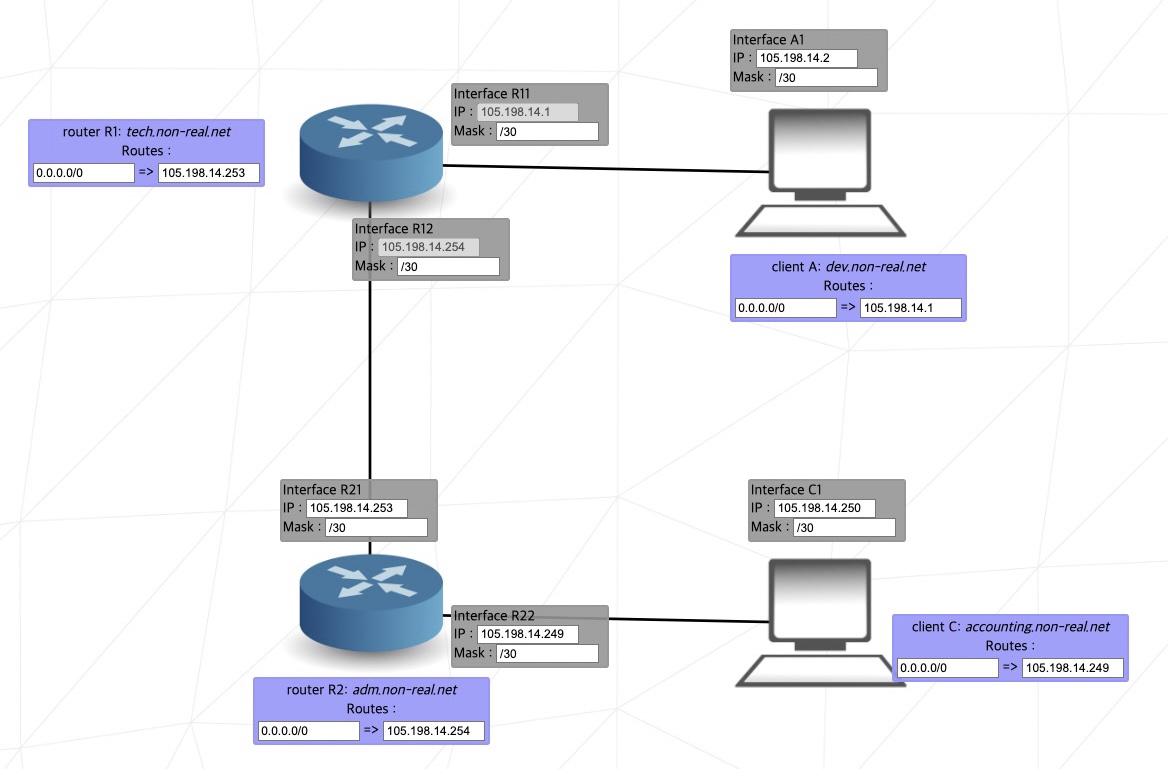 Interface A1
IP : 105.198.14.2
Mask : /30
Interface R11
IP : 105.198.14.1
Mask : /30
router R1: tech.non-real.net
Routes :
0.0.0.0/0 => 105.198.14.253
Interface R12
IP : 105.198.14.254
Mask : /30
client A: dev.non-real.net
Routes :
0.0.0.0/0 => 105.198.14.1
Interface R21
IP : 105.198.14.253
Mask : /30
Interface C1
IP : 105.198.14.250
Mask : /30
Interface R22
IP : 105.198.14.249
Mask : /30
client C: accounting.non-real.net
Routes :
0.0.0.0/0 => 105.198.14.249
router R2: adm.non-real.net
Routes :
0.0.0.0/0 => 105.198.14.254